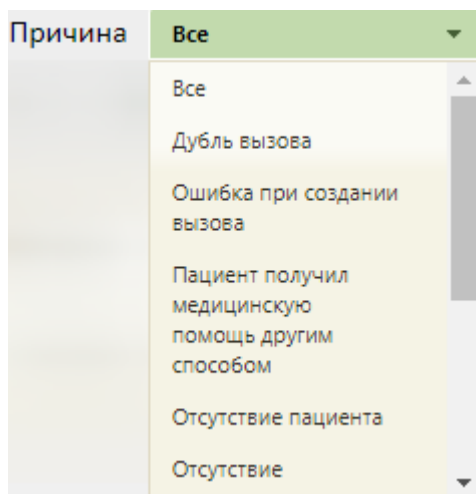 Причина Все
Все
Дубль вызова
Ошибка при создании
вызова
Пациент получил
медицинскую
помощь другим
способом
Отсутствие пациента
Отсутствие